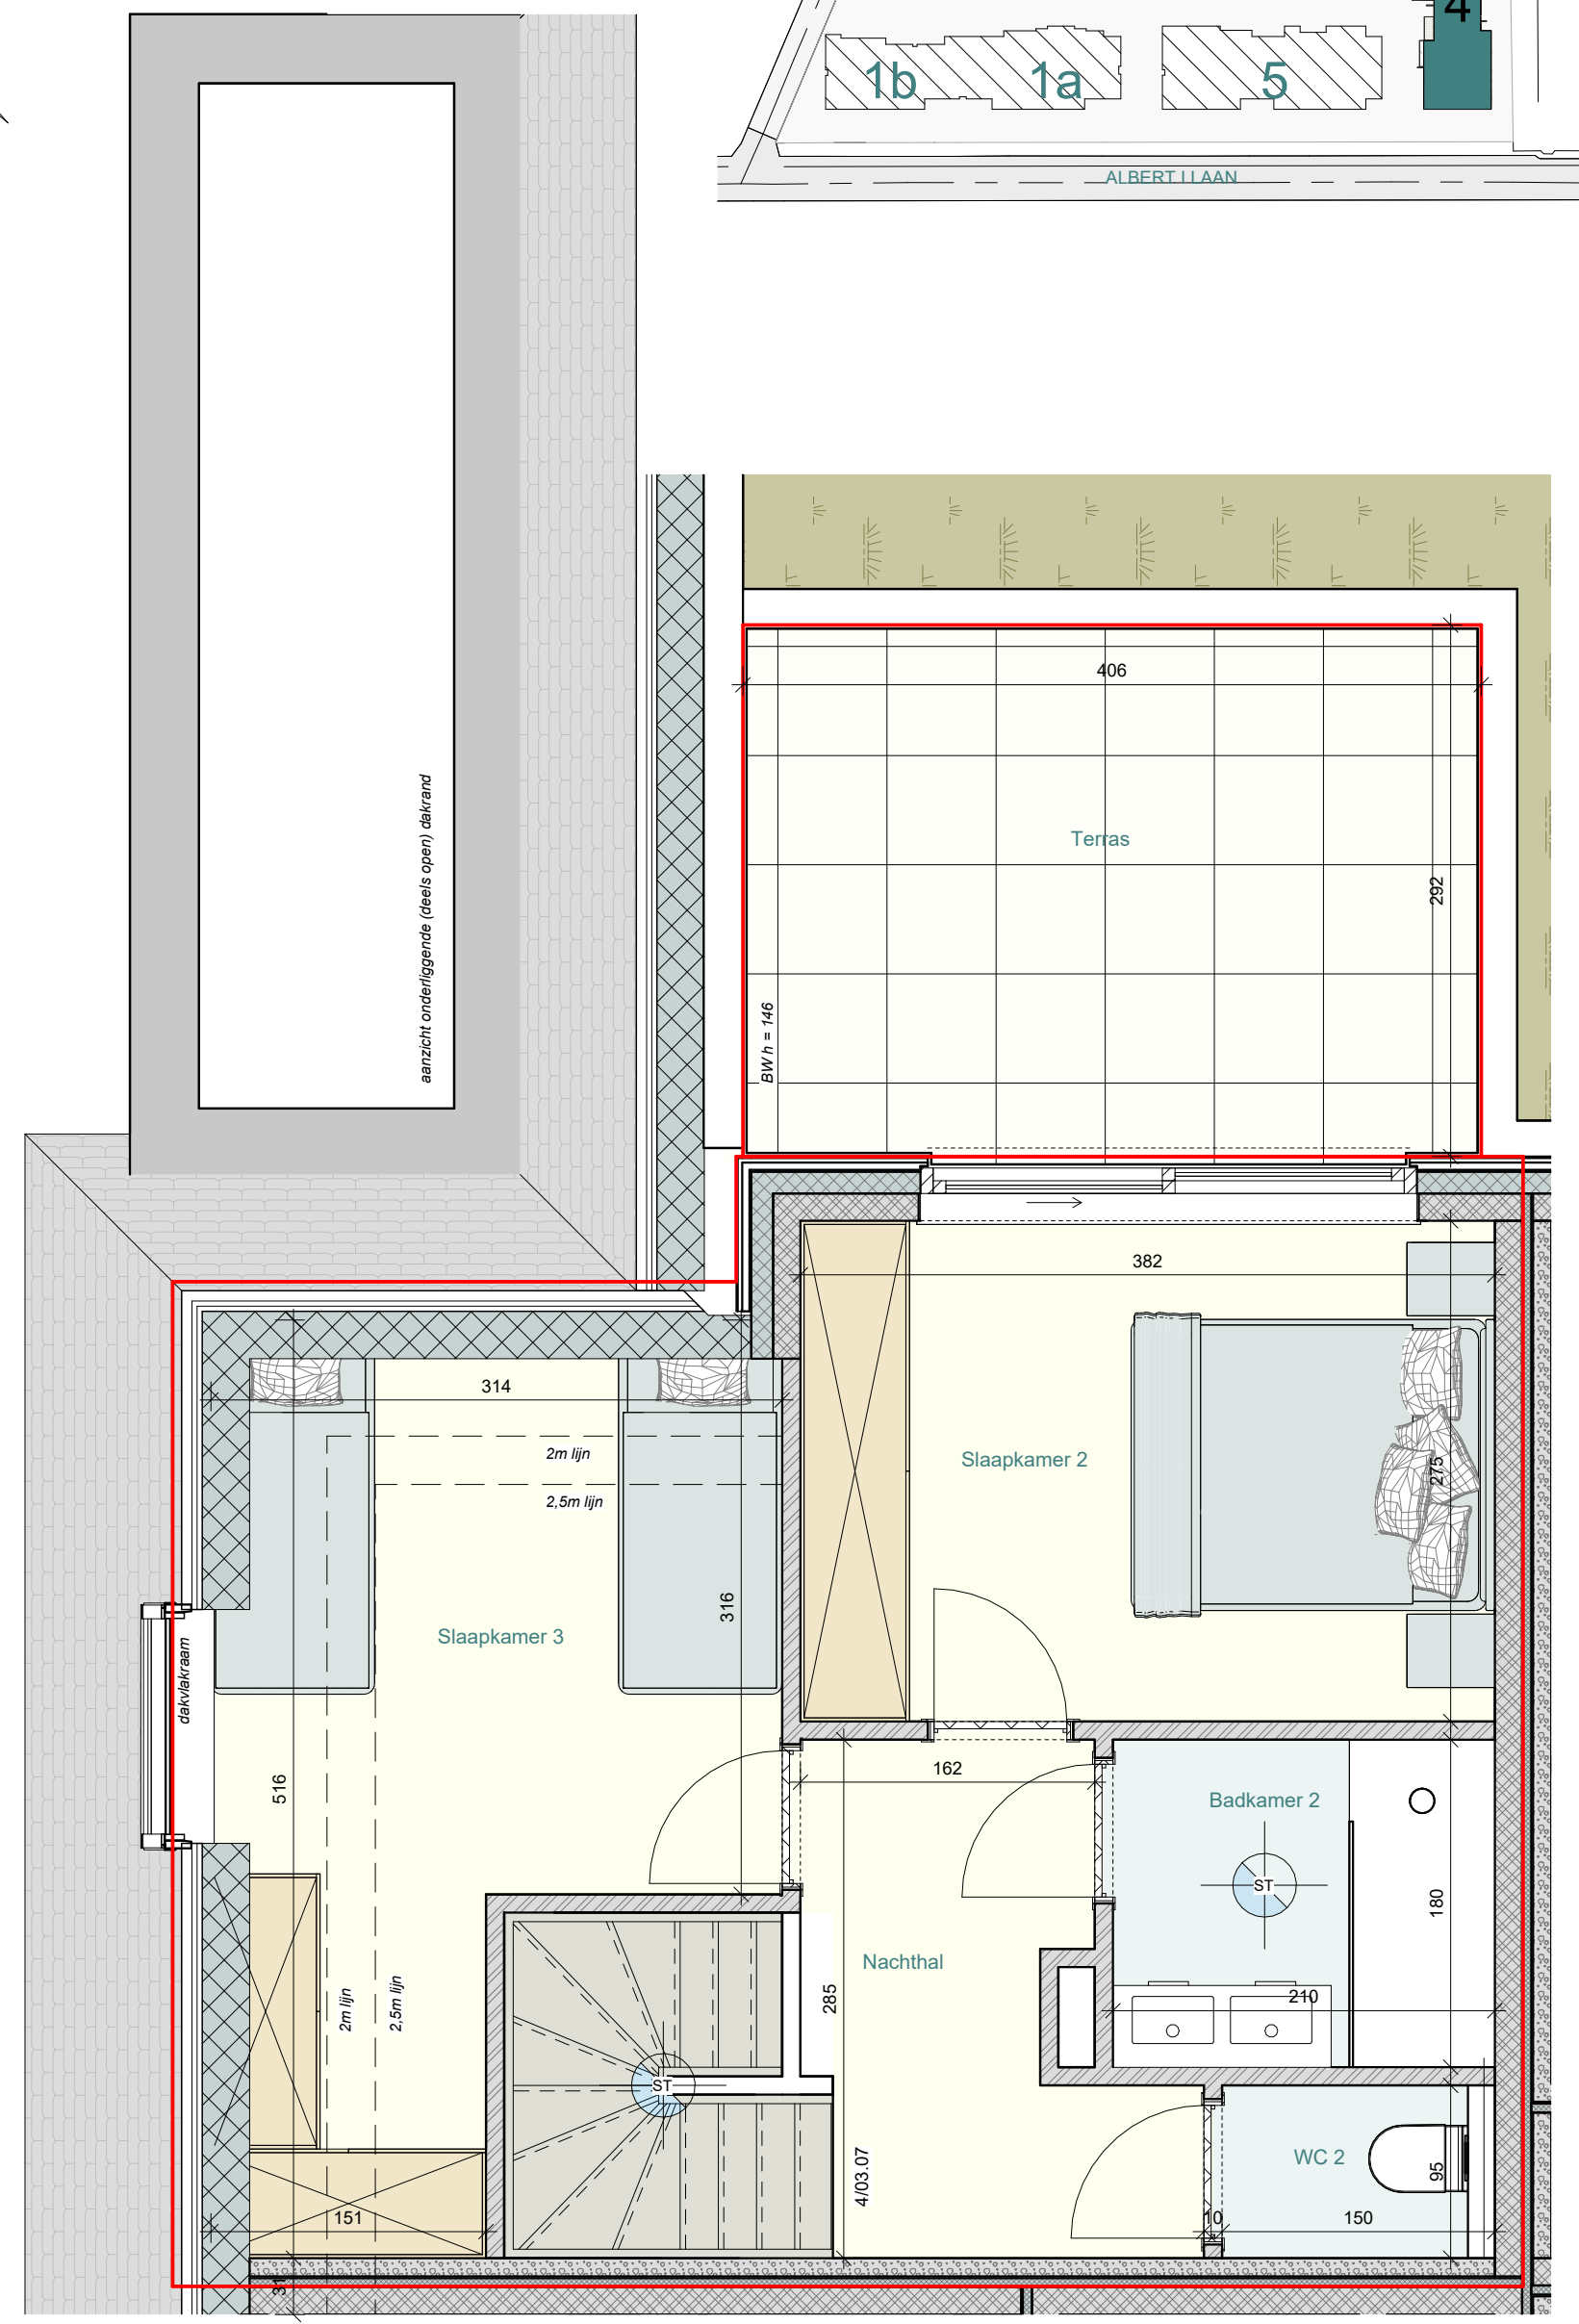 4
1b
1a
5
ALBERT I LAAN
406
Terras
292
aanzicht onderliggende (deels open) dakrand
BW h = 146
382
314
2m lijn
2,5m lijn
Slaapkamer 2
275
316
Slaapkamer 3
dakvlakraam
516
162
Badkamer 2
ST
180
Nachthal
285
210
2m lijn
2,5m lijn
ST
4/03.07
WC 2
95
151
10
150
31